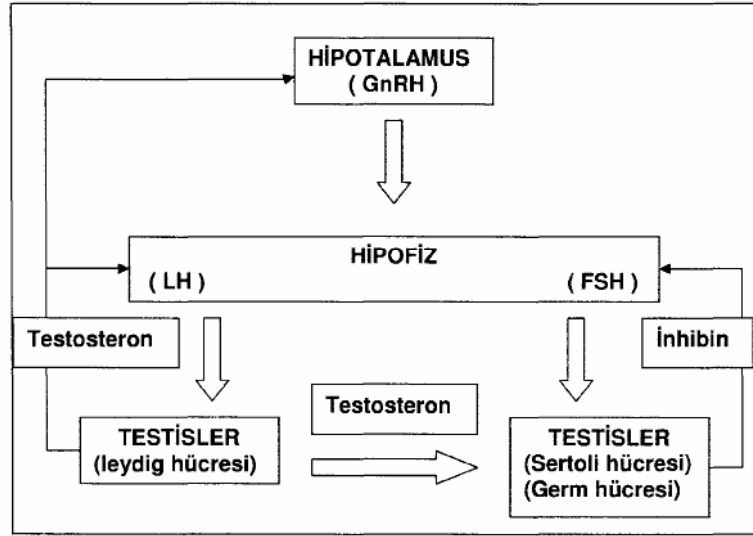 HİPOTALAMUS
( GnRH )
HİPOFİZ
( LH )
( FSH )
Testosteron
İnhibin
Testosteron
TESTİSLER
(leydig hücresi)
TESTİSLER
(Sertoli hücresi)
(Germ hücresi)